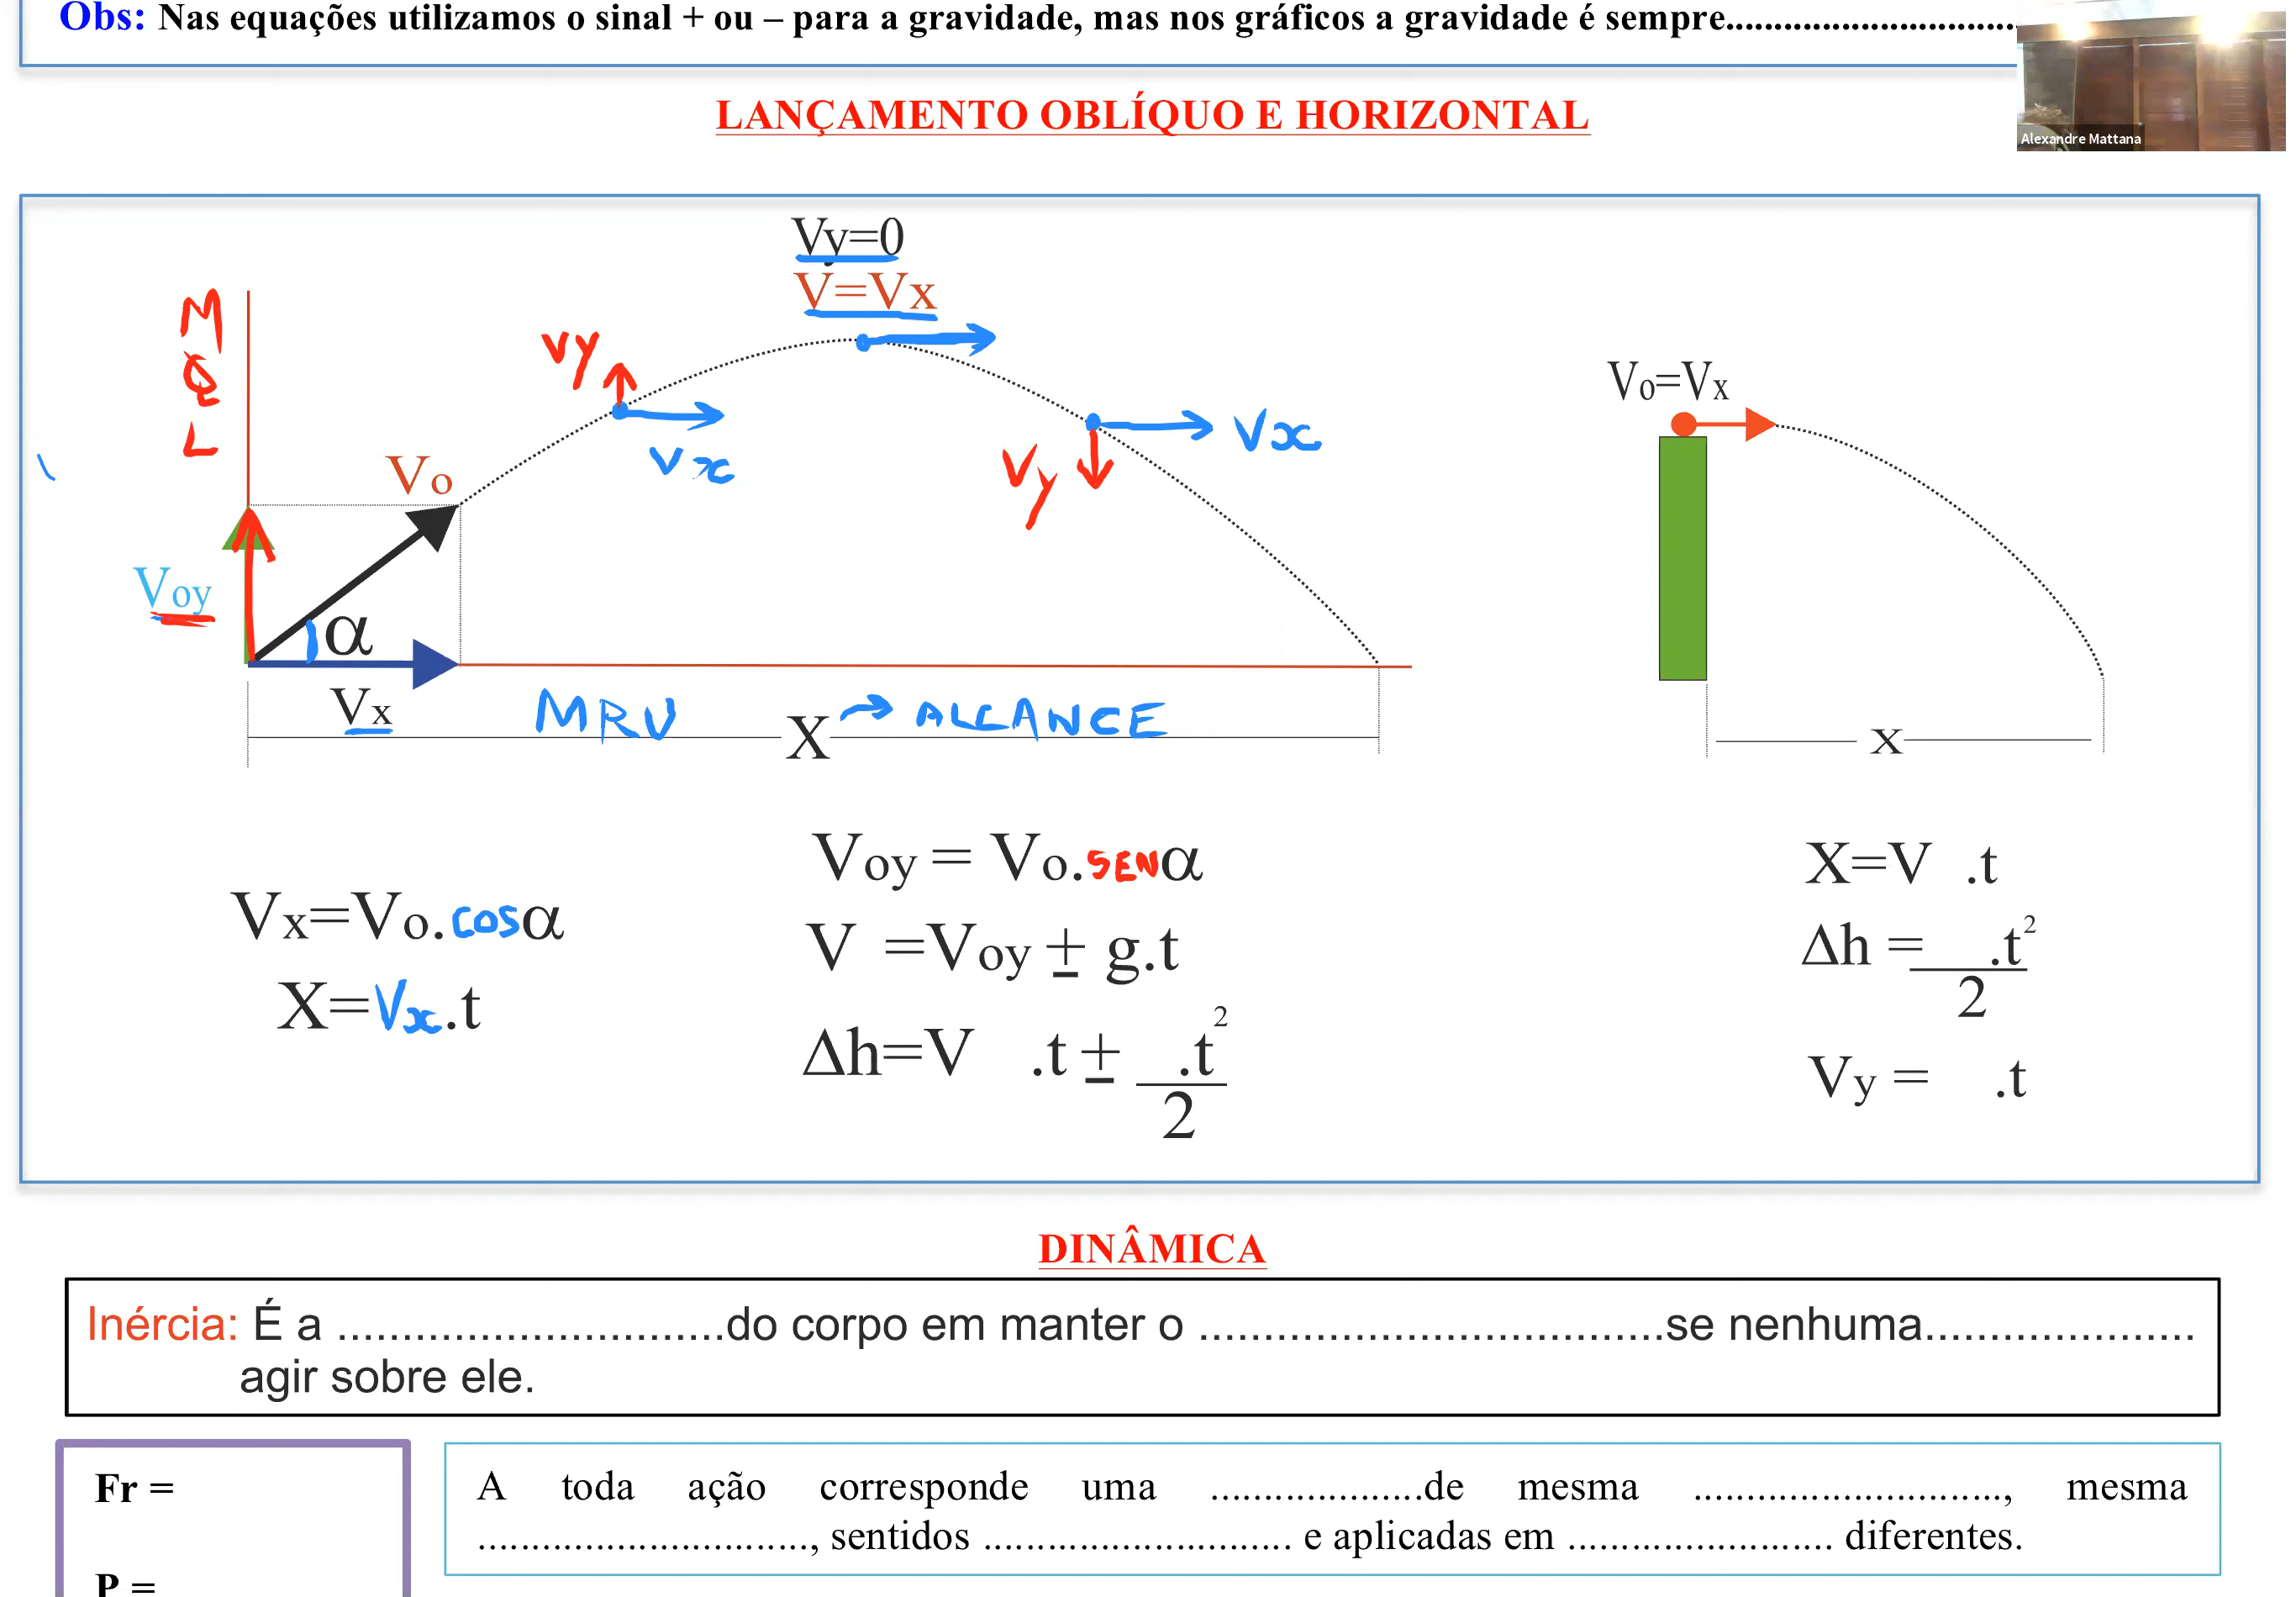 Obs: Nas equações utilizamos o sinal + ou – para a gravidade, mas nos gráficos a gravidade é sempre....................................
Alexandre Mattana
LANÇAMENTO OBLÍQUO E HORIZONTAL
Vy=0
V=Vx
M
Q
L
Vy
Vx
Vo
Voy
α
Vx
Vy
Vx
MRU
X → ALCANCE
Vo=Vx
X
Vx=Vo.cosα
X=Vx.t
Voy = Vo.SENα
V =Voy ± g.t
Δh=V .t ± .t²
2
X=V .t
Δh = .t²
2
Vy = .t
DINÂMICA
Inércia: É a ..............................do corpo em manter o ....................................se nenhuma.....................
agir sobre ele.
Fr =
P =
A toda ação corresponde uma ....................de mesma ............................., mesma
..............................., sentidos ............................. e aplicadas em ......................... diferentes.